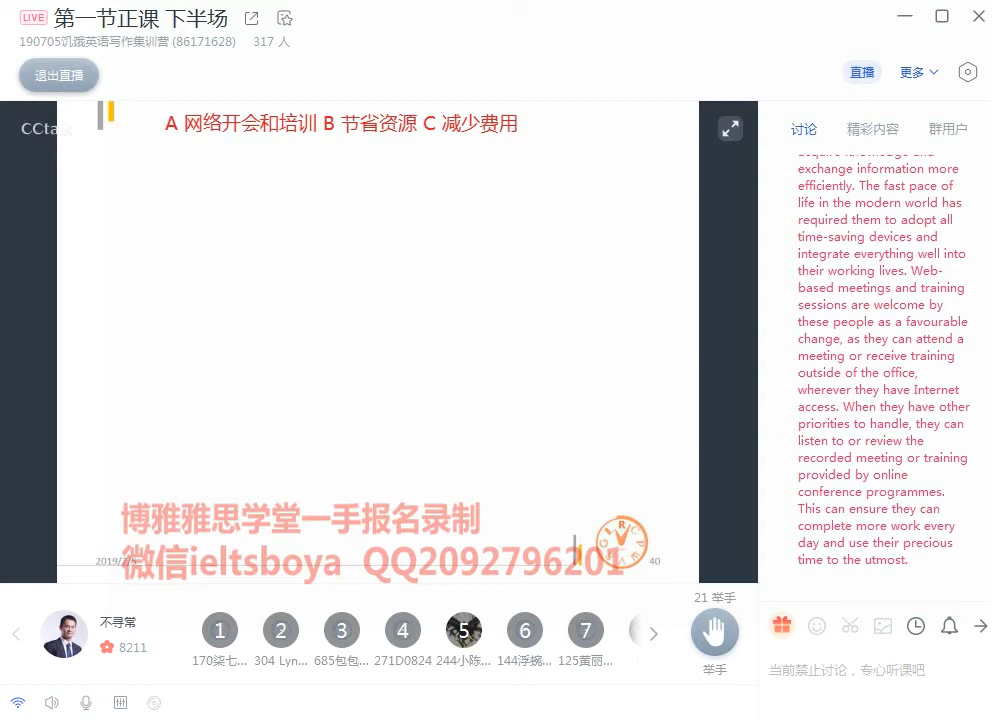 LIVE 第一节正课 下半场
190705饥饿英语写作集训营 (86171628) 317 人
退出直播
直播 更多
CCtalk
A 网络开会和培训 B 节省资源 C 减少费用
讨论 精彩内容 群用户
acquire knowledge and
exchange information more
efficiently. The fast pace of
life in the modern world has
required them to adopt all
time-saving devices and
integrate everything well into
their working lives. Web-
based meetings and training
sessions are welcome by
these people as a favourable
change, as they can attend a
meeting or receive training
outside of the office,
wherever they have Internet
access. When they have other
priorities to handle, they can
listen to or review the
recorded meeting or training
provided by online
conference programmes.
This can ensure they can
complete more work every
day and use their precious
time to the utmost.
博雅雅思学堂一手报名录制
微信ieltsboya QQ2092796201
2019/7/5
40
21 举手
不寻常
8211
1 2 3 4 5 6 7
170柒七... 304 Lyn... 685包包... 271D0824 244小陈... 144浮婉... 125黄丽...
举手
当前禁止讨论，专心听课吧